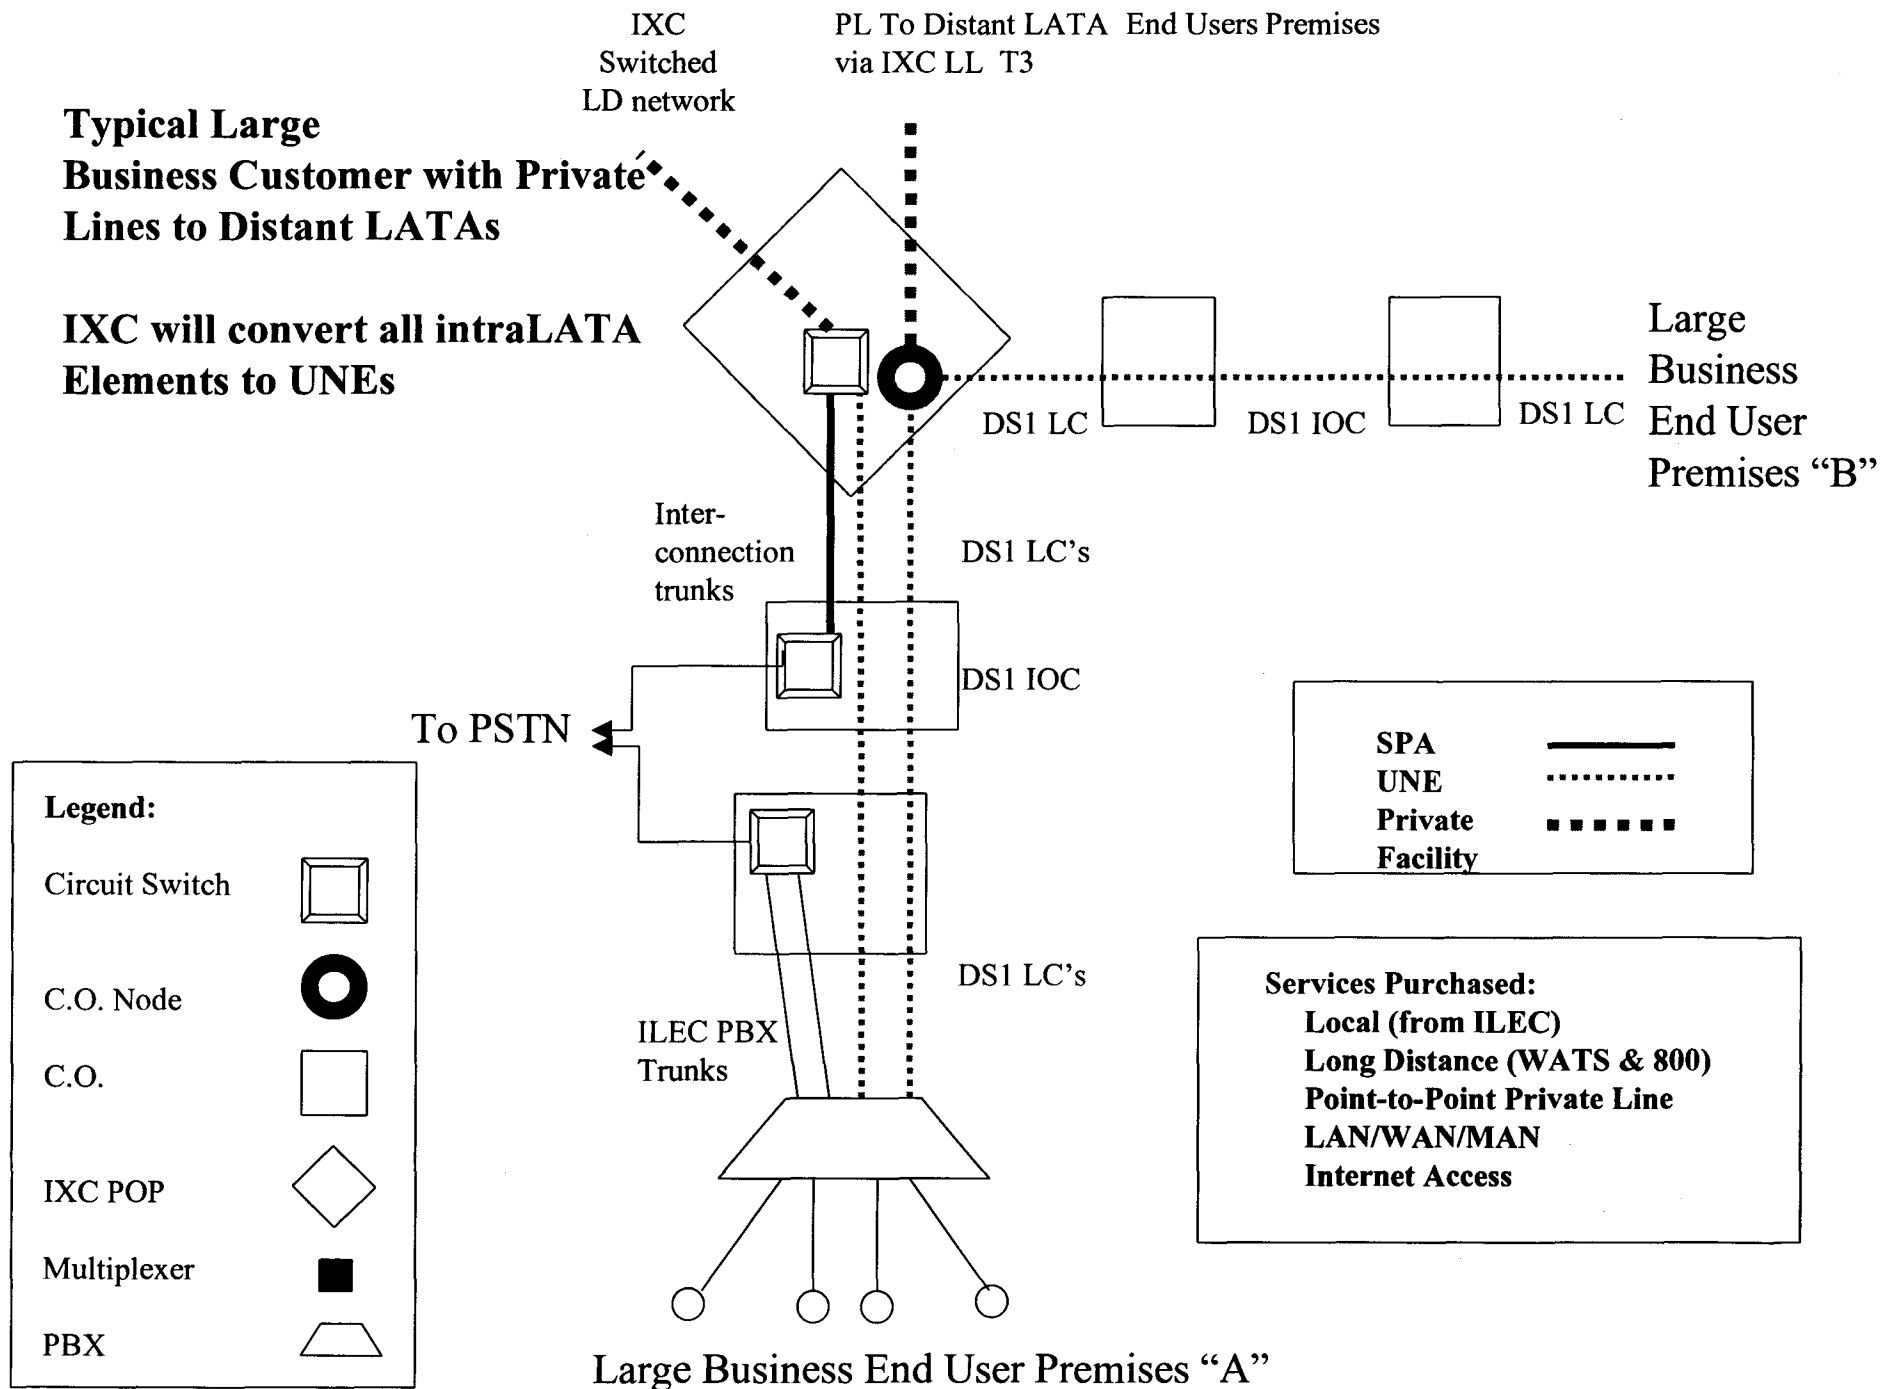 IXC
Switched
LD network
PL To Distant LATA End Users Premises
via IXC LL T3
Typical Large
Business Customer with Private
Lines to Distant LATAs
IXC will convert all intraLATA
Elements to UNEs
Large
Business
End User
Premises “B”
DS1 LC
DS1 IOC
DS1 LC
Inter-
connection
trunks
DS1 LC’s
DS1 IOC
To PSTN
SPA
UNE
Private
Facility
Legend:
Circuit Switch
C.O. Node
C.O.
IXC POP
Multiplexer
PBX
DS1 LC’s
ILEC PBX
Trunks
Services Purchased:
Local (from ILEC)
Long Distance (WATS & 800)
Point-to-Point Private Line
LAN/WAN/MAN
Internet Access
Large Business End User Premises “A”